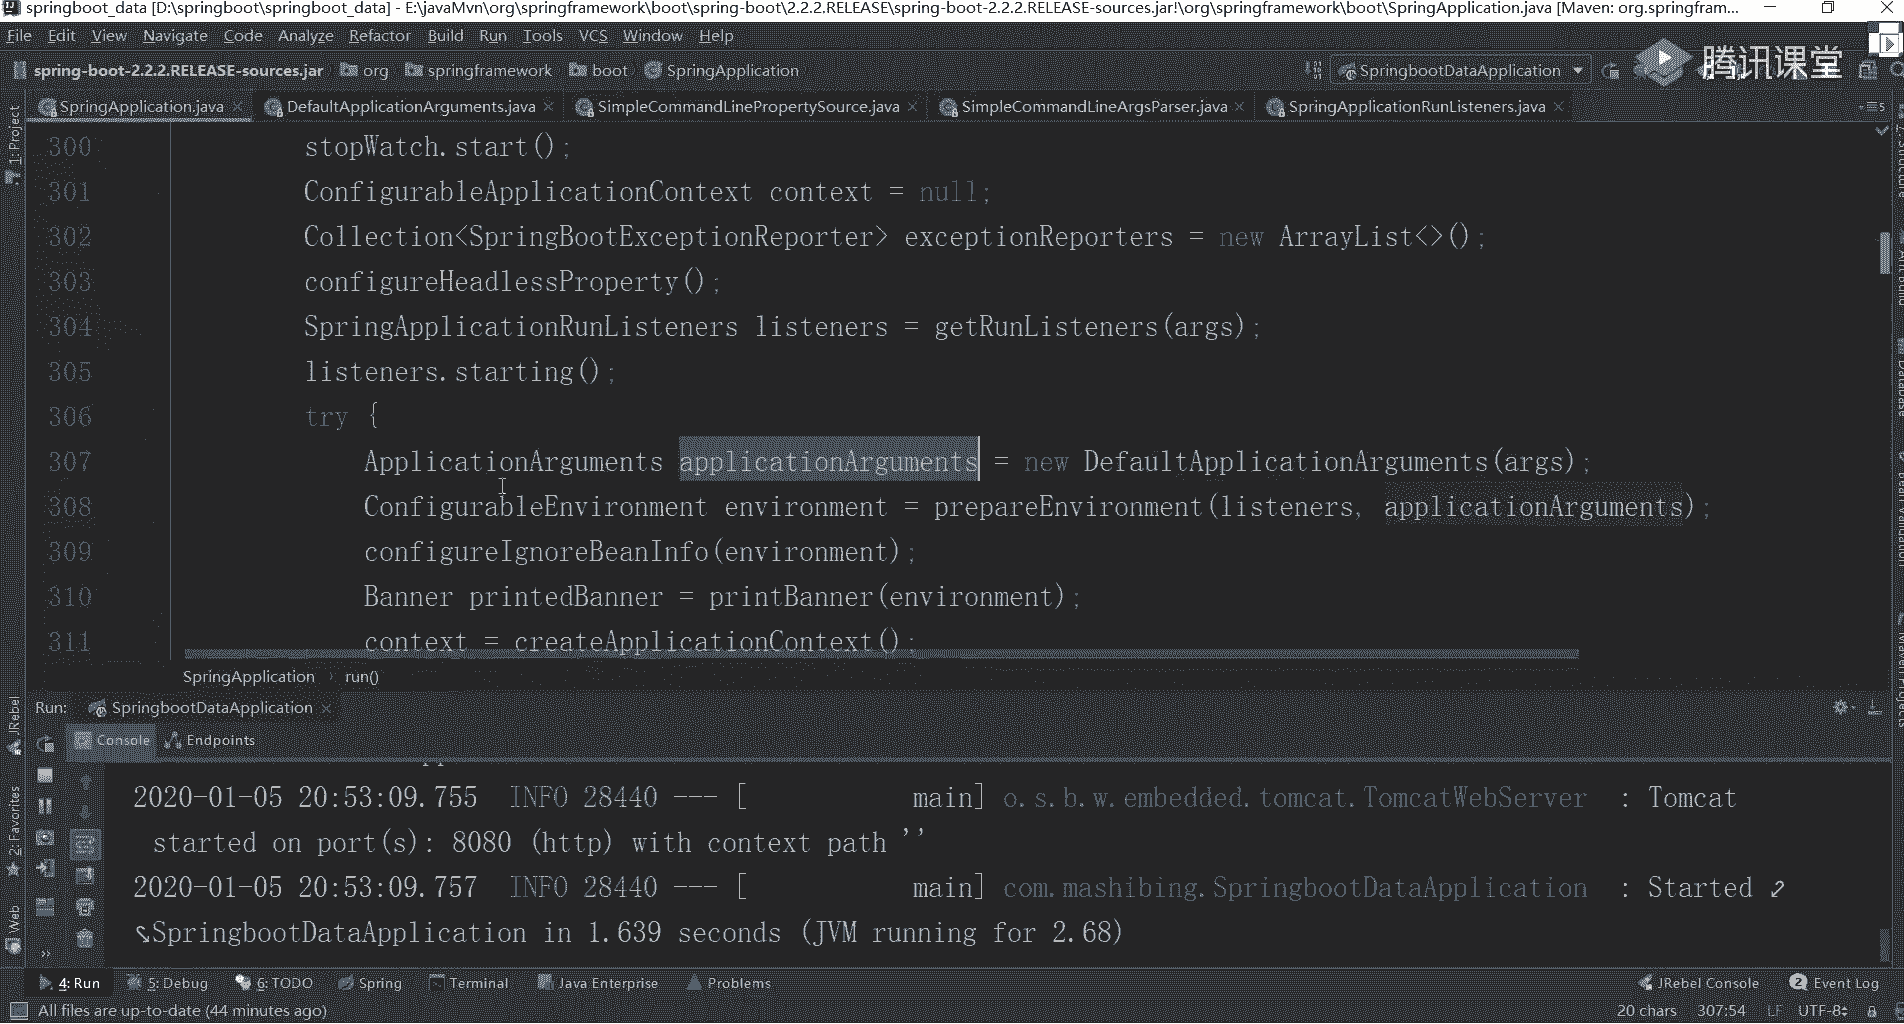 springboot_data [D:\springboot\springboot_data] - E:\javaMvn\org\springframework\boot\spring-boot\2.2.2.RELEASE\spring-boot-2.2.2.RELEASE-sources.jar!\org\springframework\boot\SpringApplication.java [Maven: org.springfram...
File Edit View Navigate Code Analyze Refactor Build Run Tools VCS Window Help
spring-boot-2.2.2.RELEASE-sources.jar org springframework boot SpringApplication SpringbootDataApplication 腾讯课堂
SpringApplication.java DefaultApplicationArguments.java SimpleCommandLinePropertySource.java SimpleCommandLineArgsParser.java SpringApplicationRunListeners.java
1: Project
300 stopWatch.start();
301 ConfigurableApplicationContext context = null;
302 Collection<SpringBootExceptionReporter> exceptionReporters = new ArrayList<>();
303 configureHeadlessProperty();
304 SpringApplicationRunListeners listeners = getRunListeners(args);
305 listeners.starting();
306 try {
307 ApplicationArguments applicationArguments = new DefaultApplicationArguments(args);
308 ConfigurableEnvironment environment = prepareEnvironment(listeners, applicationArguments);
309 configureIgnoreBeanInfo(environment);
310 Banner printedBanner = printBanner(environment);
311 context = createApplicationContext();
SpringApplication › run()
Run: SpringbootDataApplication
JRebel
Console Endpoints
2020-01-05 20:53:09.755 INFO 28440 --- [ main] o.s.b.w.embedded.tomcat.TomcatWebServer : Tomcat
started on port(s): 8080 (http) with context path ''
2020-01-05 20:53:09.757 INFO 28440 --- [ main] com.mashibing.SpringbootDataApplication : Started
SpringbootDataApplication in 1.639 seconds (JVM running for 2.68)
2: Favorites
Web
4: Run 5: Debug 6: TODO Spring Terminal Java Enterprise Problems JRebel Console 2 Event Log
All files are up-to-date (44 minutes ago) 20 chars 307:54 LF UTF-8